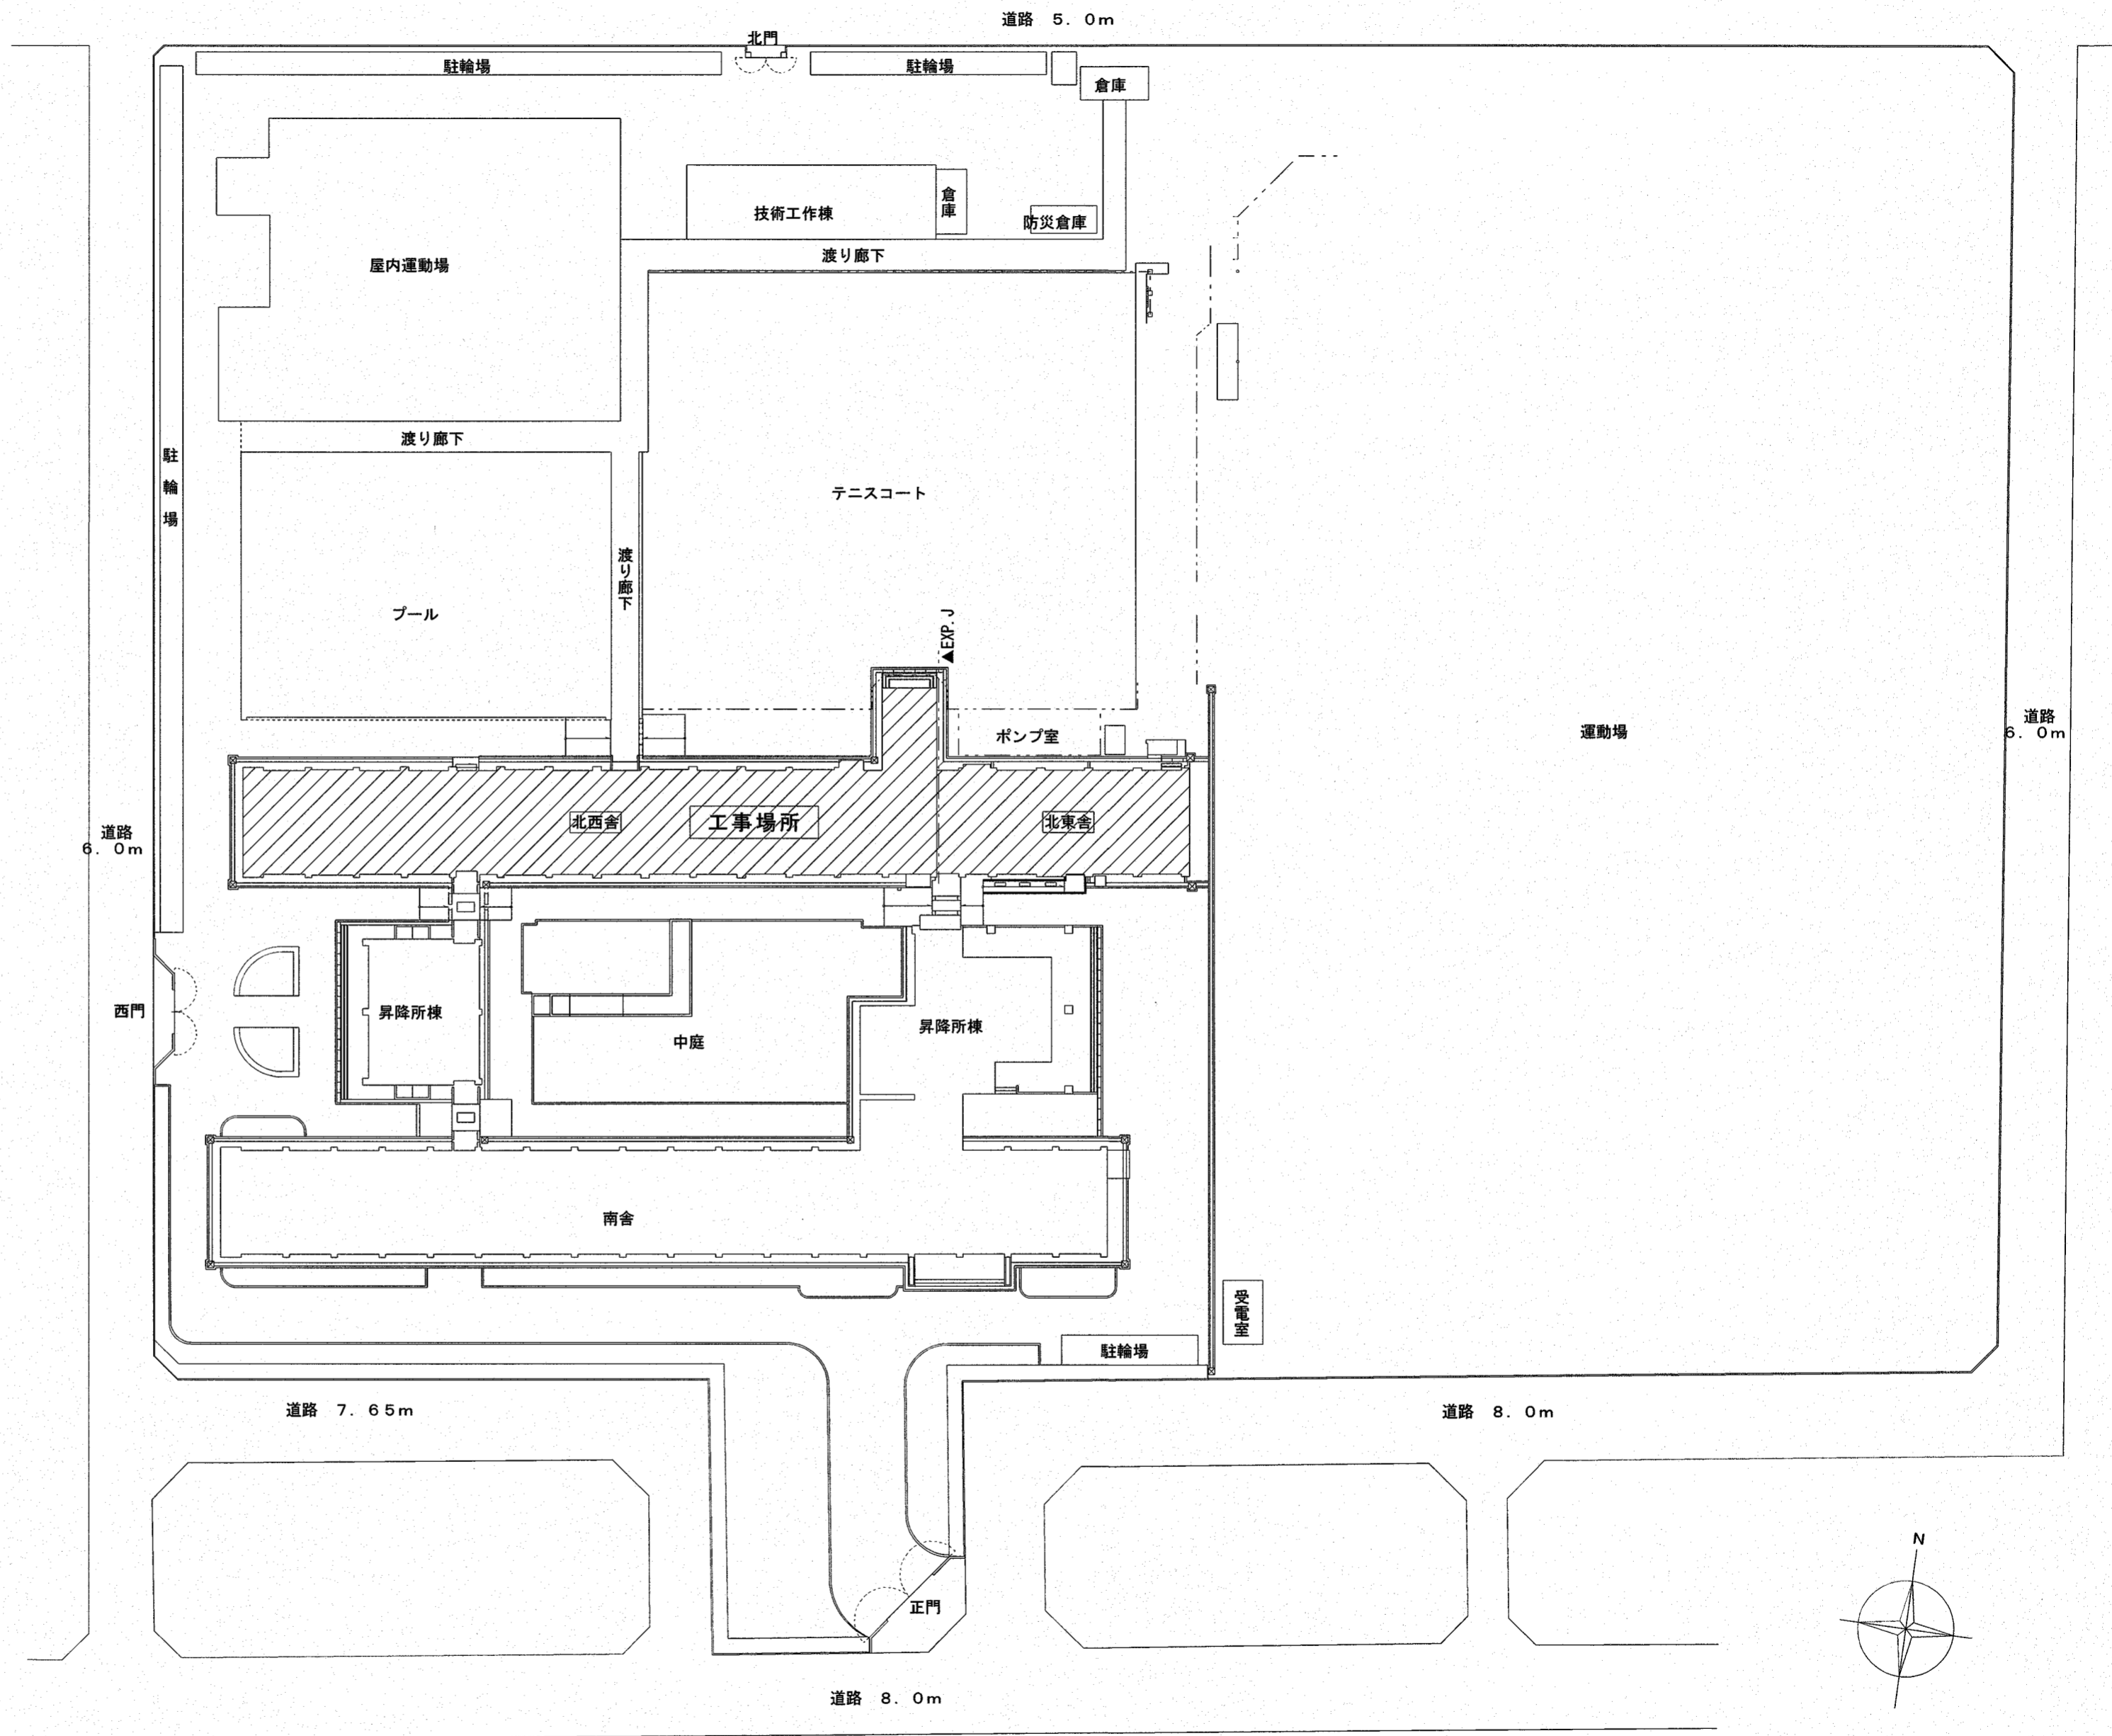 道路　５．０ｍ
北門
駐輪場
駐輪場
倉庫
倉庫
技術工作棟
防災倉庫
渡り廊下
屋内運動場
渡り廊下
駐輪場
テニスコート
渡り廊下
プール
▲EXP.J
ポンプ室
運動場
道路
６．０ｍ
道路
６．０ｍ
北西舎
工事場所
北東舎
西門
昇降所棟
中庭
昇降所棟
南舎
受電室
駐輪場
道路　７．６５ｍ
道路　８．０ｍ
N
正門
道路　８．０ｍ